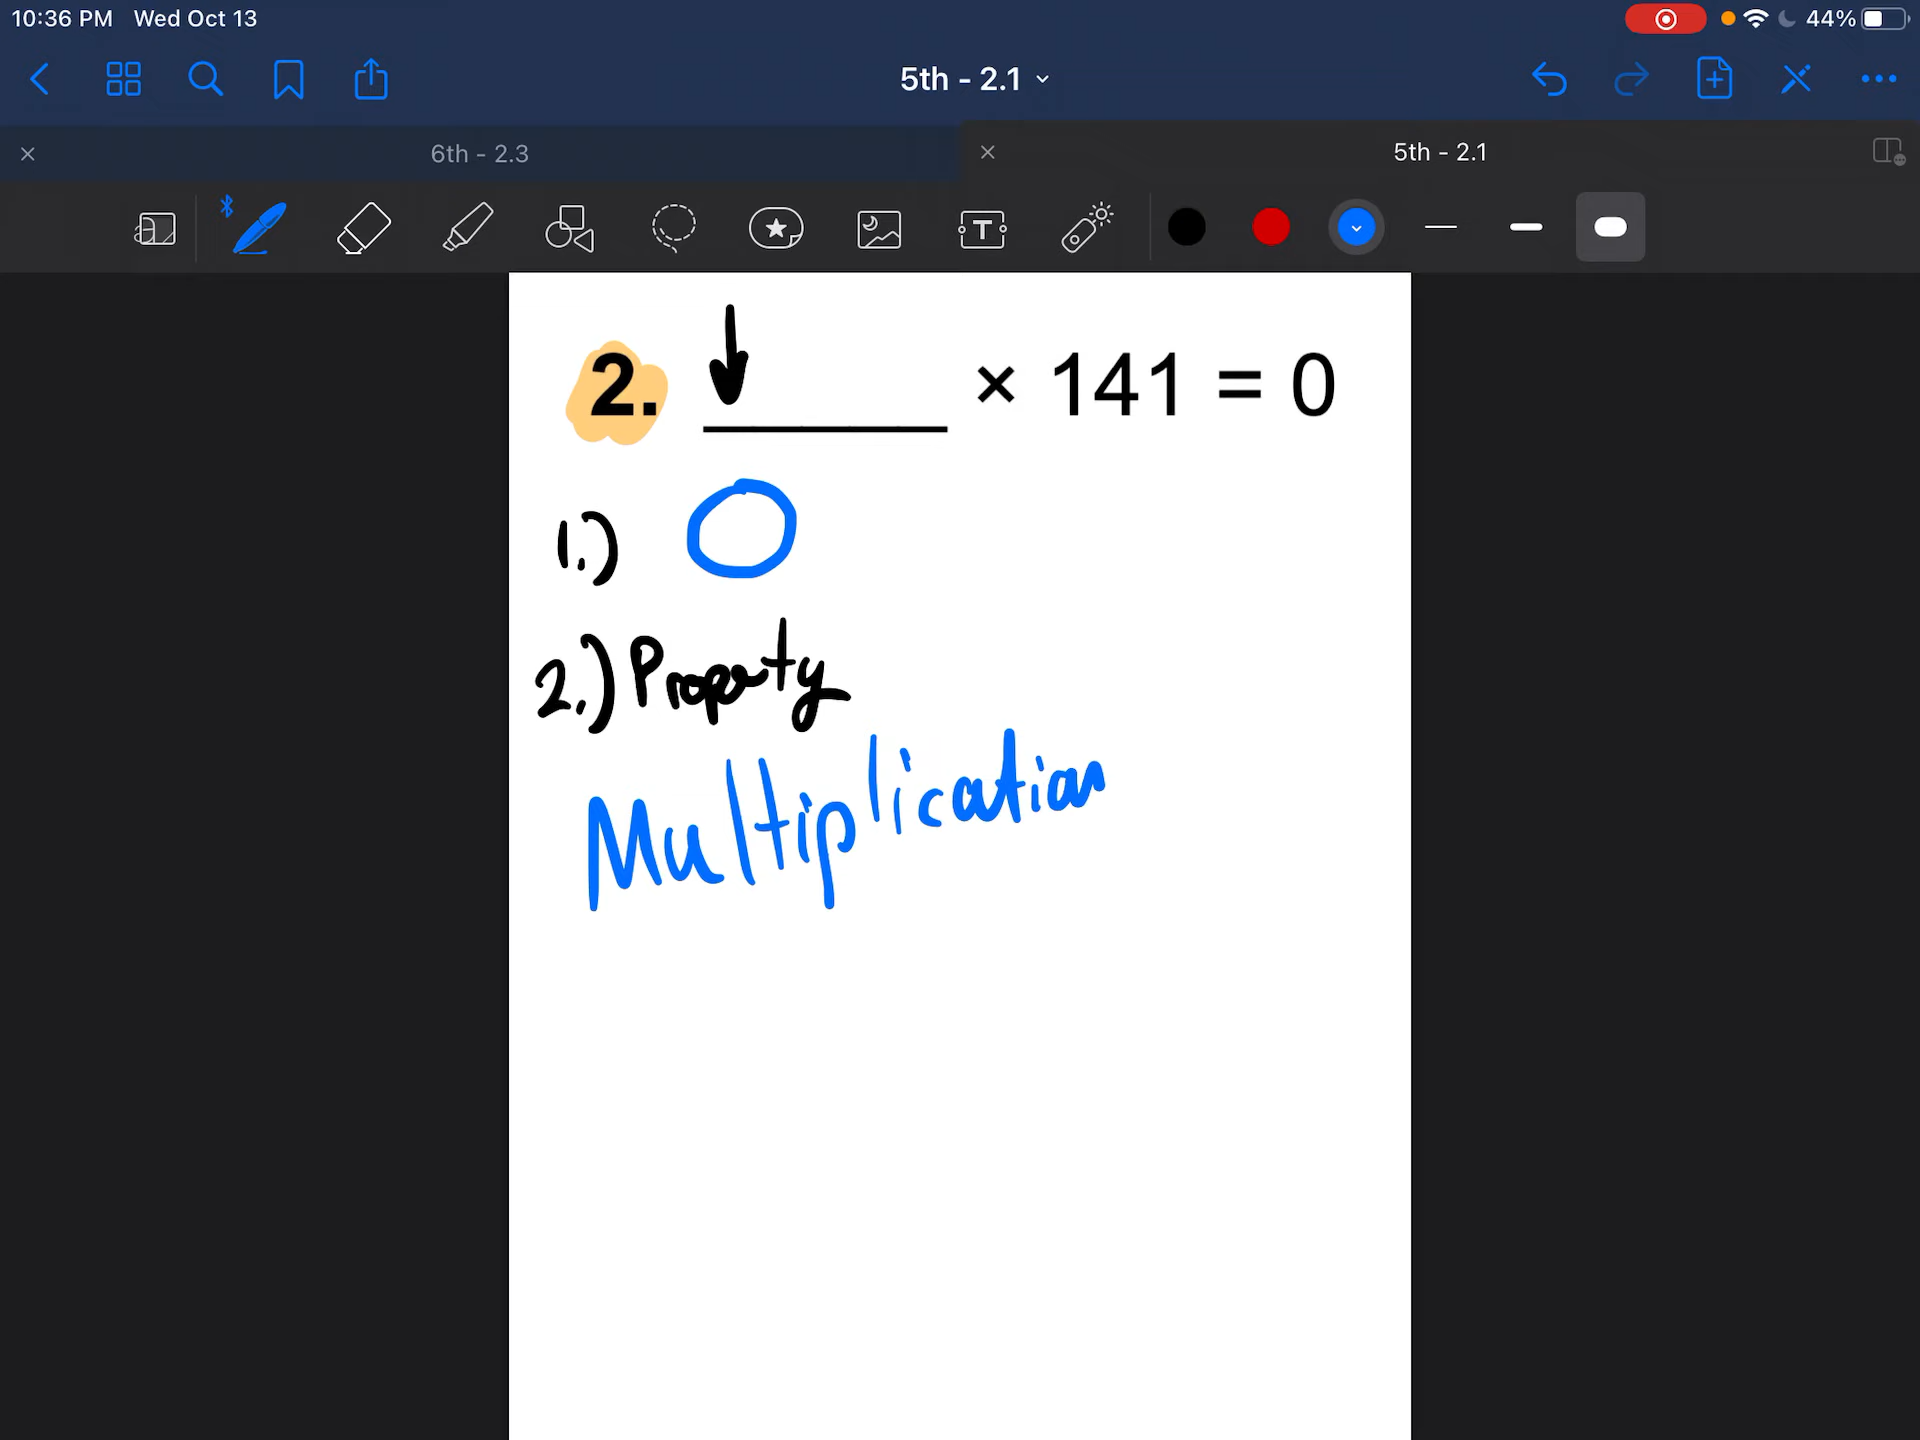 10:36 PM Wed Oct 13 44%
5th - 2.1
6th - 2.3 5th - 2.1
2. ______ × 141 = 0
1.) 0
2.) Property
Multiplication